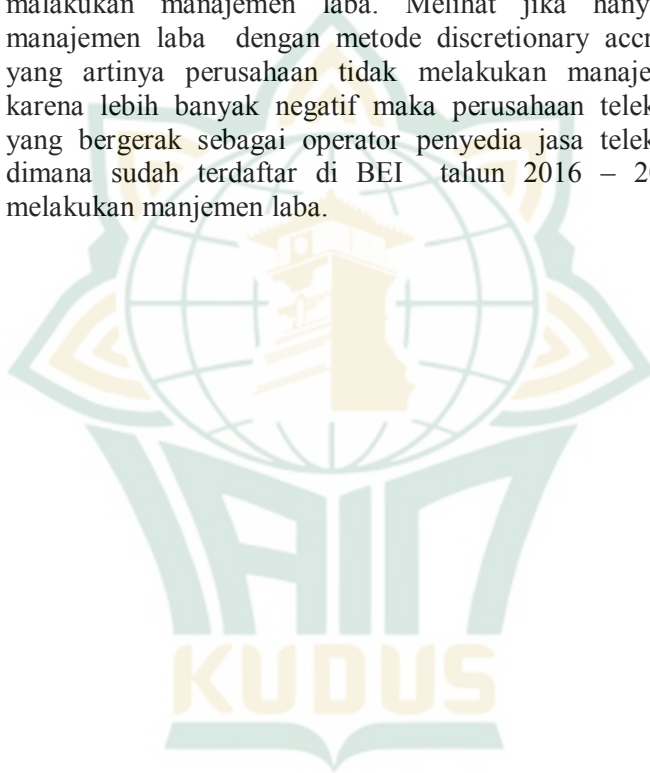 malakukan manajemen laba. Melihat jika hany
manajemen laba dengan metode discretionary accr
yang artinya perusahaan tidak melakukan manaje
karena lebih banyak negatif maka perusahaan telek
yang bergerak sebagai operator penyedia jasa telek
dimana sudah terdaftar di BEI tahun 2016 – 20
melakukan manjemen laba.
IAIN
KUDUS